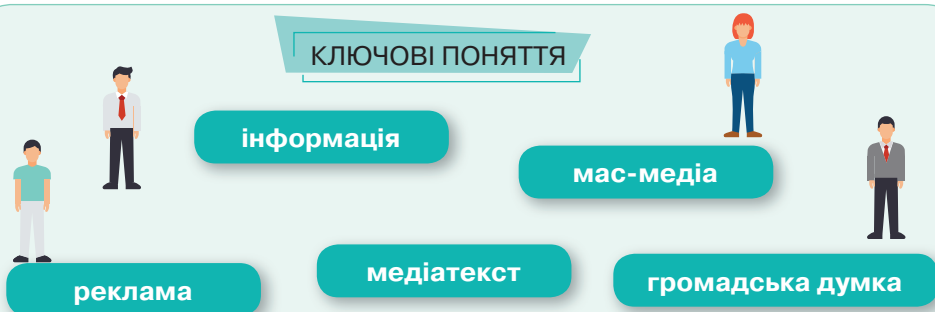 КЛЮЧОВІ ПОНЯТТЯ
інформація
мас-медіа
реклама
медіатекст
громадська думка